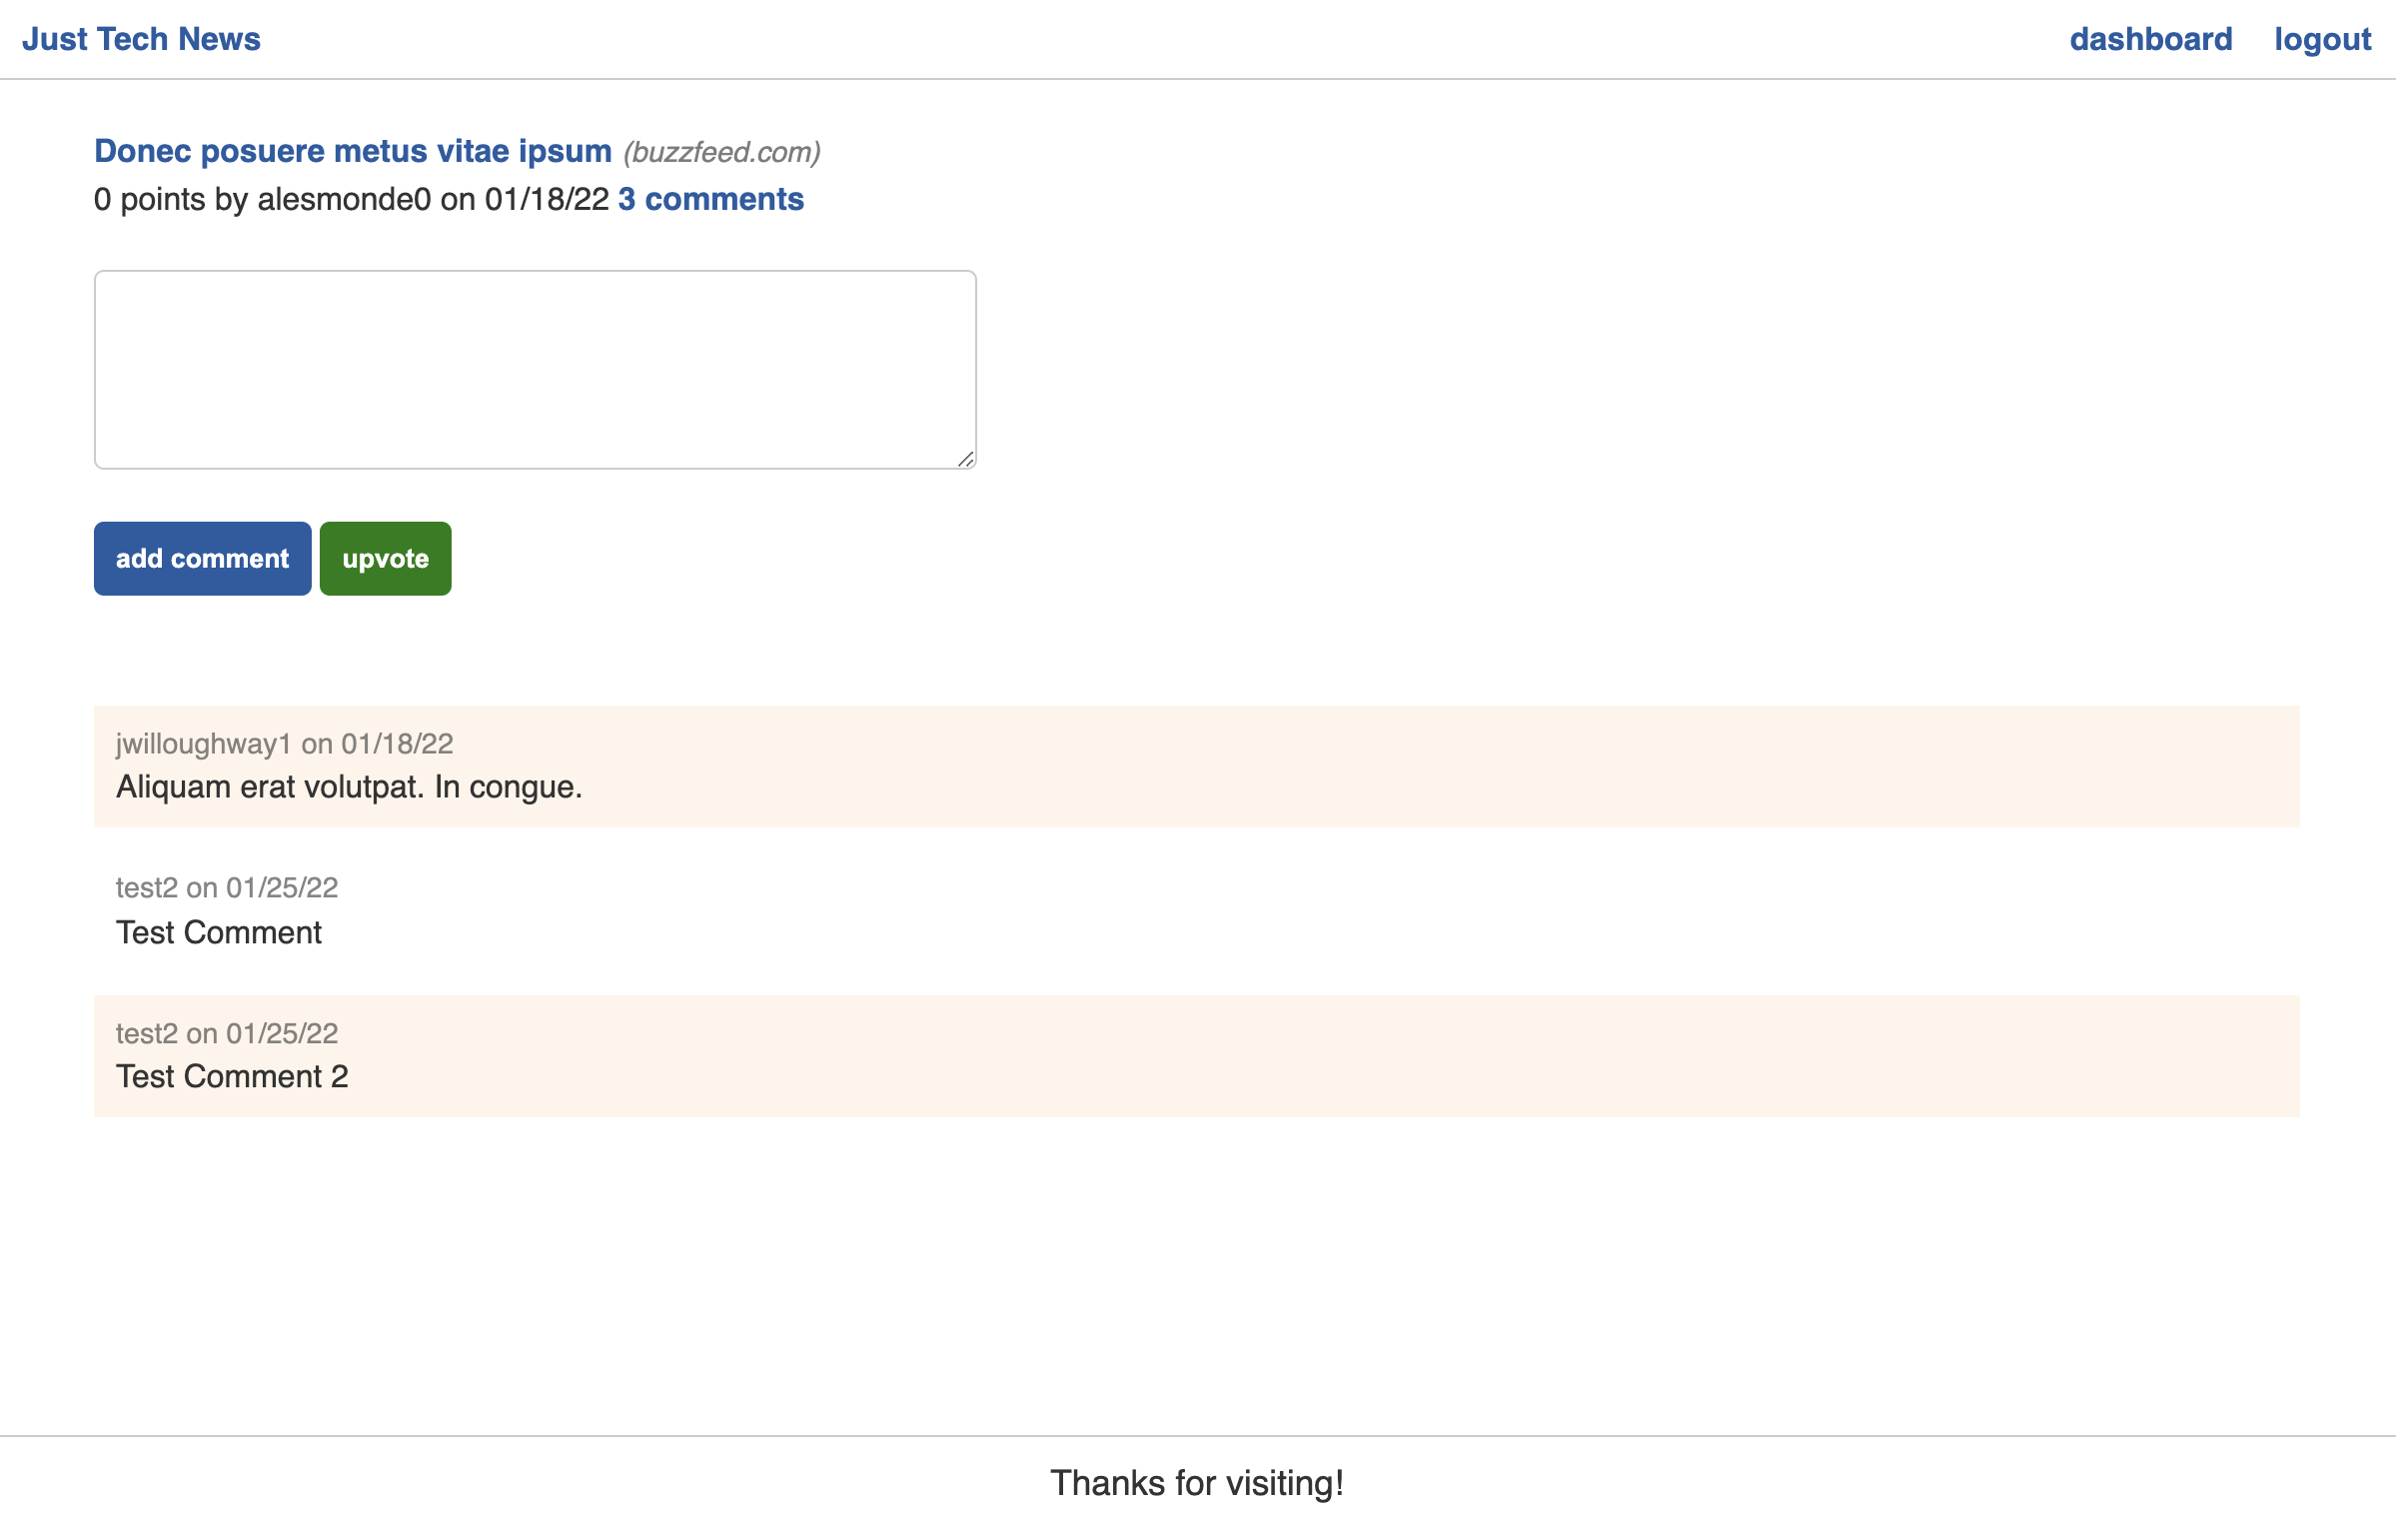 Just Tech News dashboard logout
Donec posuere metus vitae ipsum (buzzfeed.com)
0 points by alesmonde0 on 01/18/22 3 comments
add comment upvote
jwilloughway1 on 01/18/22
Aliquam erat volutpat. In congue.
test2 on 01/25/22
Test Comment
test2 on 01/25/22
Test Comment 2
Thanks for visiting!